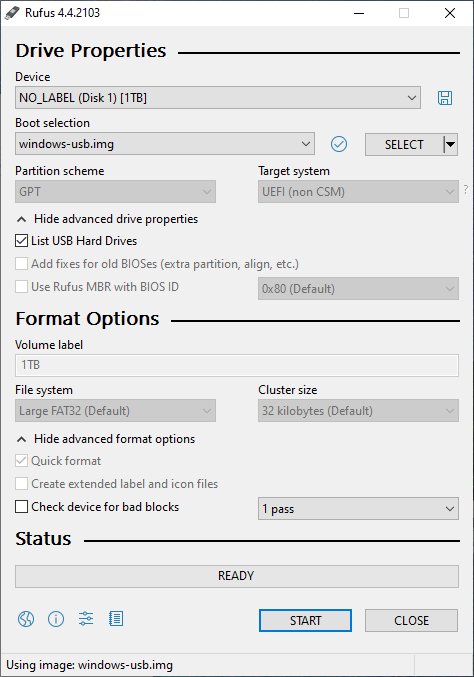 Rufus 4.4.2103
Drive Properties
Device
NO_LABEL (Disk 1) [1TB]
Boot selection
windows-usb.img
SELECT
Partition scheme
Target system
GPT
UEFI (non CSM)
?
Hide advanced drive properties
List USB Hard Drives
Add fixes for old BIOSes (extra partition, align, etc.)
Use Rufus MBR with BIOS ID
0x80 (Default)
Format Options
Volume label
1TB
File system
Cluster size
Large FAT32 (Default)
32 kilobytes (Default)
Hide advanced format options
Quick format
Create extended label and icon files
Check device for bad blocks
1 pass
Status
READY
START
CLOSE
Using image: windows-usb.img